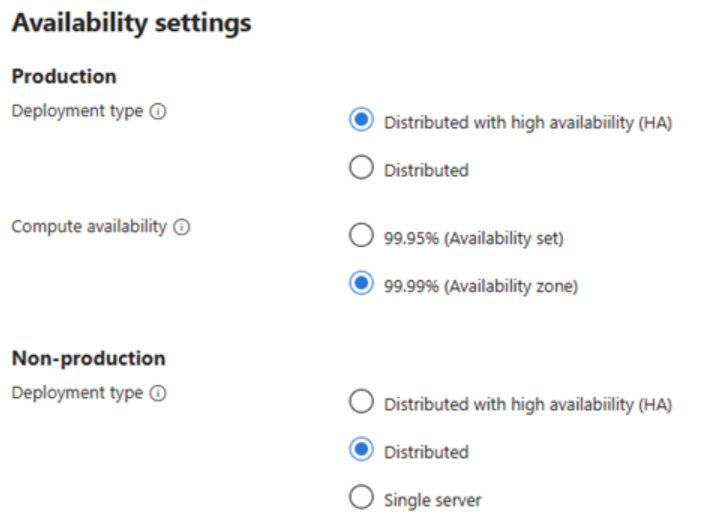 Availability settings
Production
Deployment type
Distributed with high availabiility (HA)
Distributed
Compute availability
99.95% (Availability set)
99.99% (Availability zone)
Non-production
Deployment type
Distributed with high availabiility (HA)
Distributed
Single server